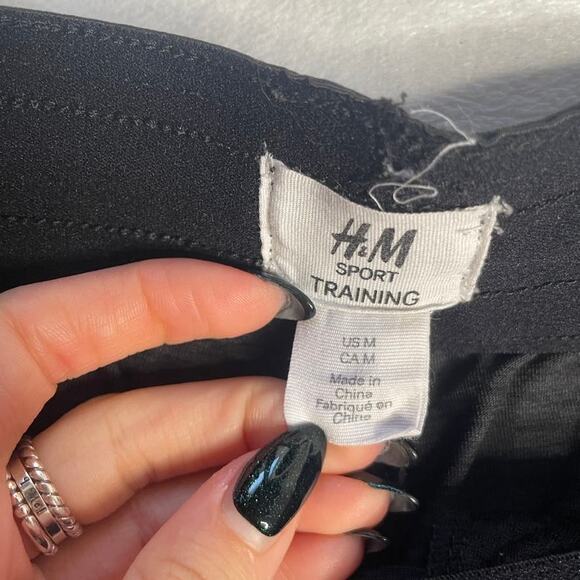 H&M
SPORT
TRAINING
US M
CA M
Made in
China
Fabriqué en
Chine